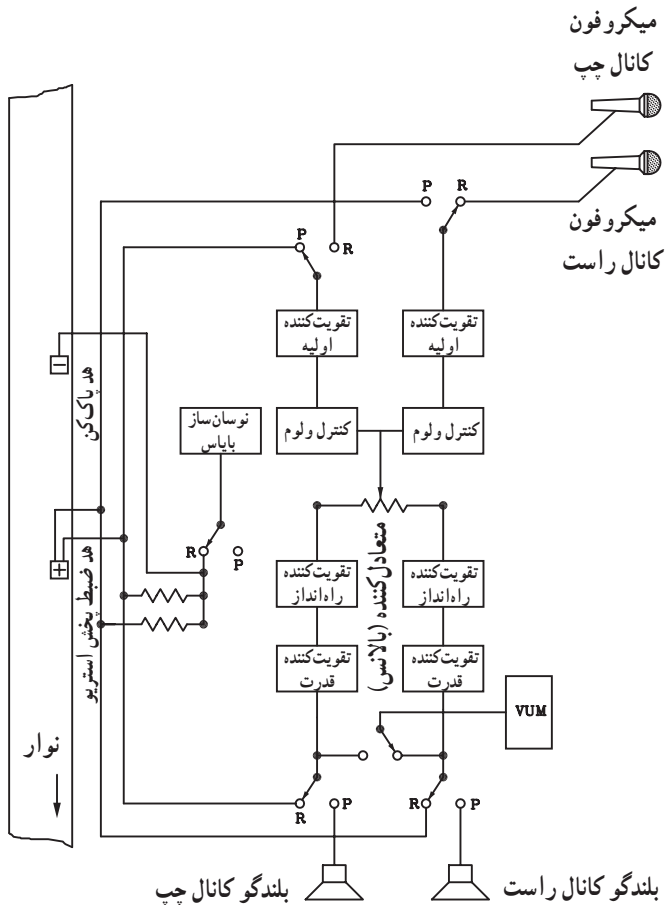 میکروفون
کانال چپ
میکروفون
کانال راست
P R
P R
تقویت‌کننده
اولیه
تقویت‌کننده
اولیه
هد پاک‌کن
نوسان‌ساز
بایاس
کنترل ولوم
کنترل ولوم
R P
هد ضبط پخش استریو
تقویت‌کننده
راه‌انداز
متعادل‌کننده (بالانس)
تقویت‌کننده
راه‌انداز
تقویت‌کننده
قدرت
تقویت‌کننده
قدرت
VUM
نوار
R P
R P
بلندگو کانال چپ
بلندگو کانال راست